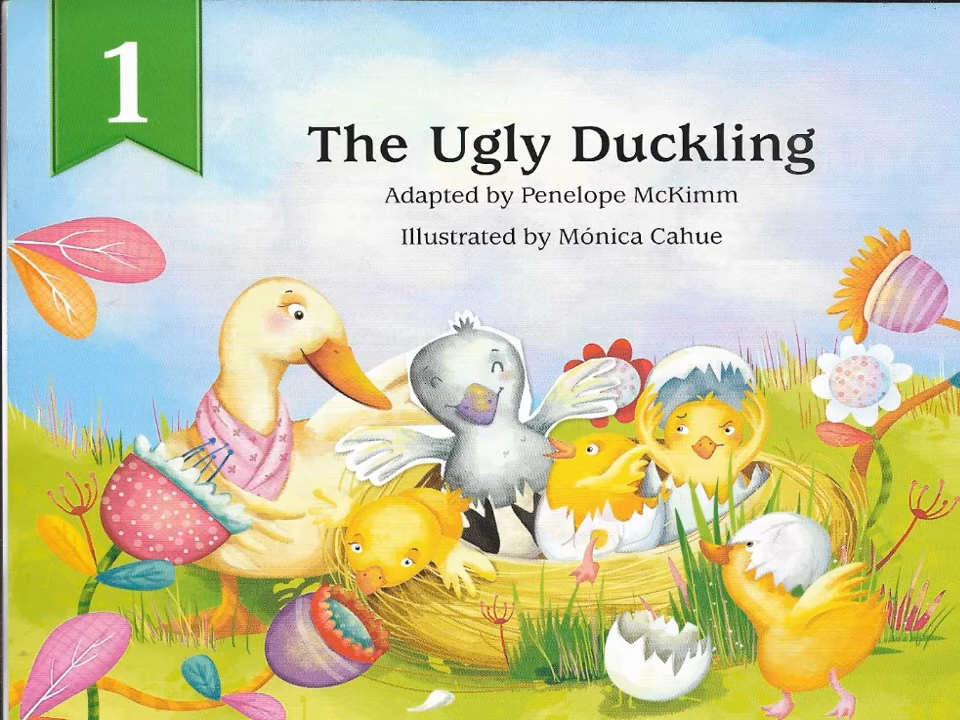 1
The Ugly Duckling
Adapted by Penelope McKimm
Illustrated by Mónica Cahue